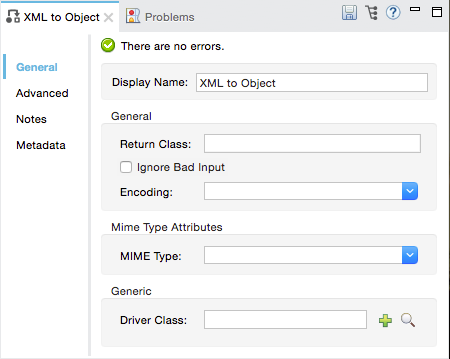 XML to Object
Problems
There are no errors.
General
Advanced
Notes
Metadata
Display Name: XML to Object
General
Return Class:
Ignore Bad Input
Encoding:
Mime Type Attributes
MIME Type:
Generic
Driver Class: